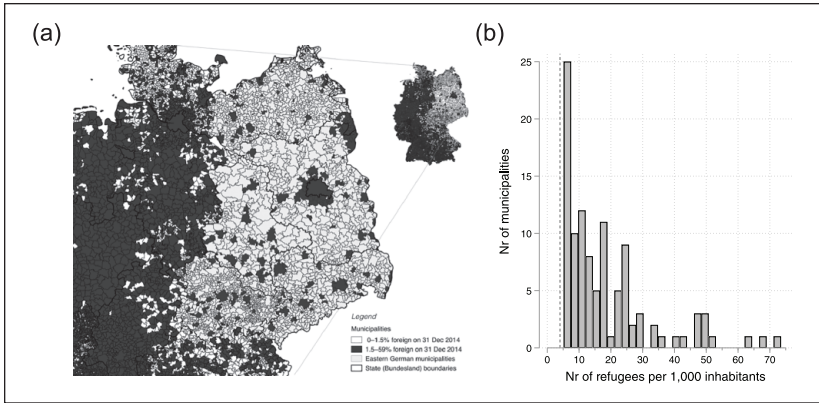 (a)
Legend
Municipalities
0–1.5% foreign on 31 Dec 2014
1.5–59% foreign on 31 Dec 2014
Eastern German municipalities
State (Bundesland) boundaries
(b)
Nr of municipalities
25
20
15
10
5
0
0 10 20 30 40 50 60 70
Nr of refugees per 1,000 inhabitants